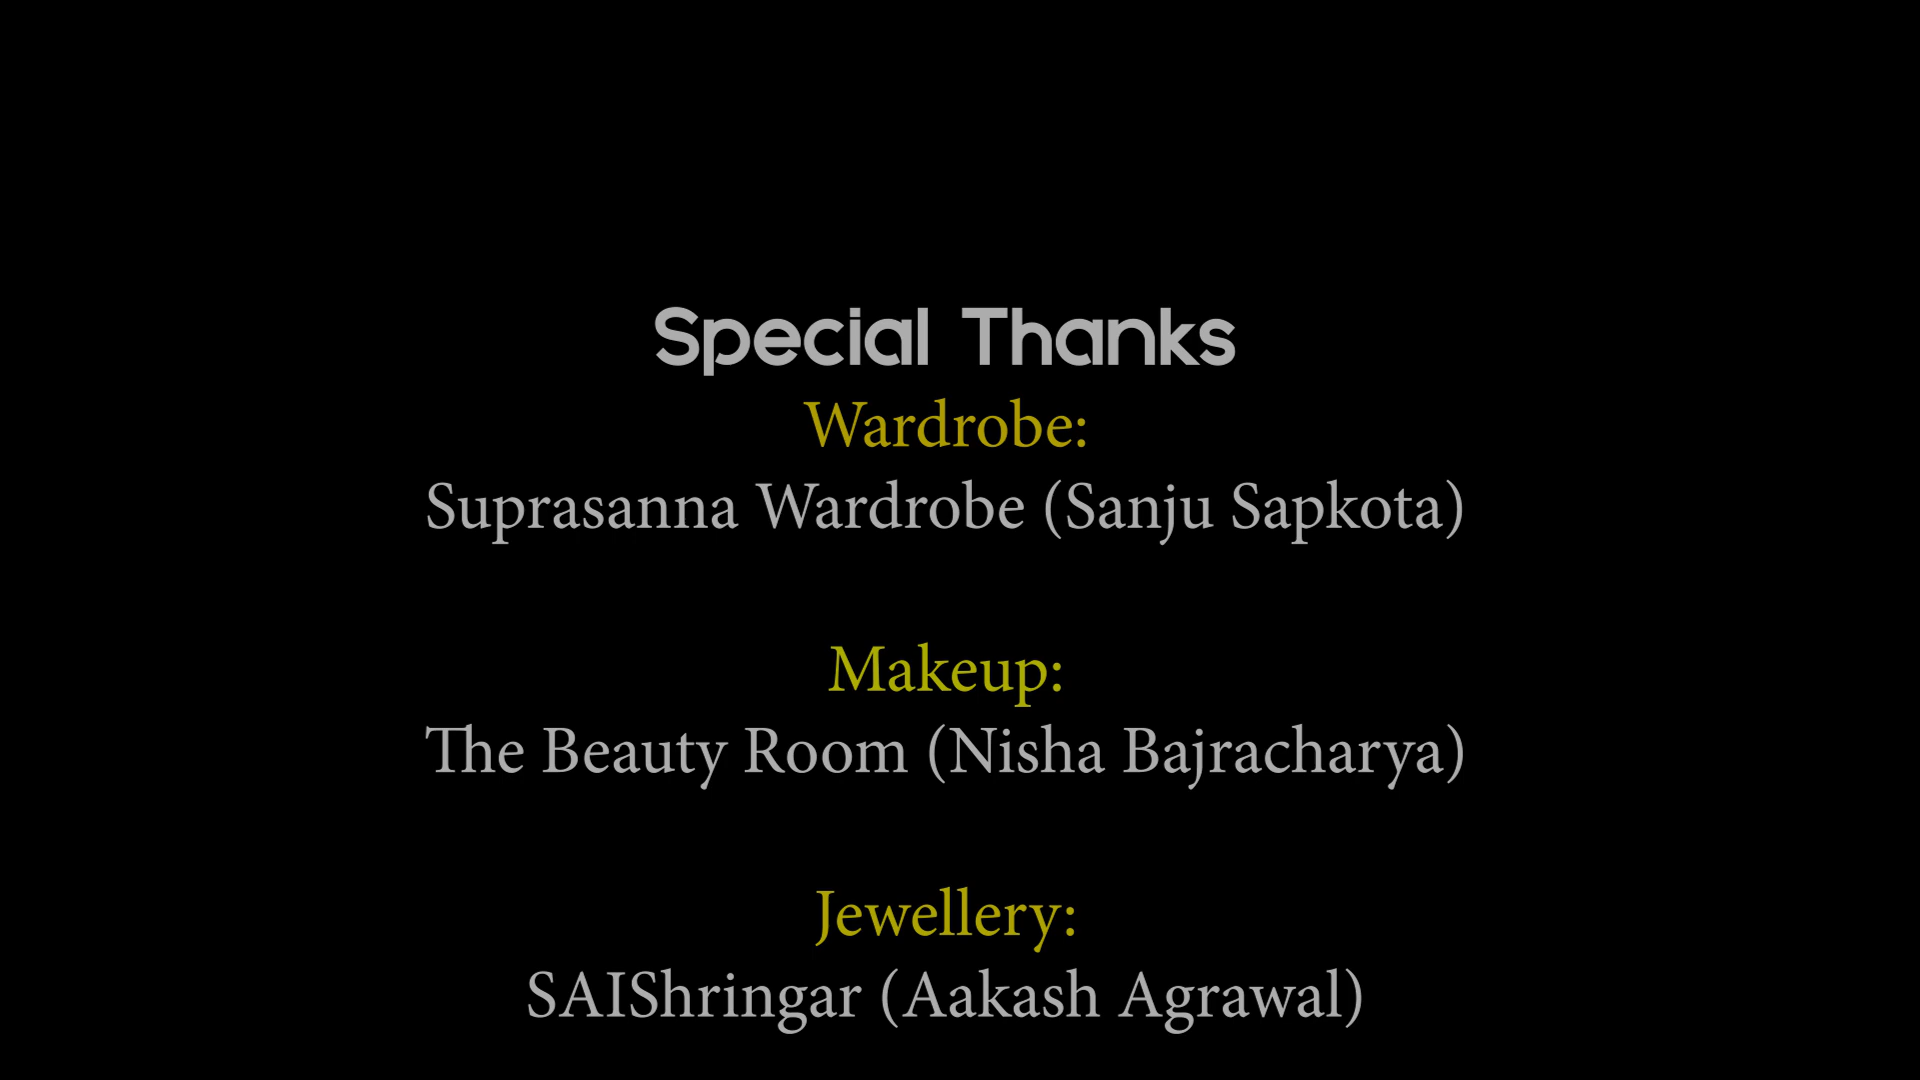 Special Thanks
Wardrobe:
Suprasanna Wardrobe (Sanju Sapkota)
Makeup:
The Beauty Room (Nisha Bajracharya)
Jewellery:
SAIShringar (Aakash Agrawal)